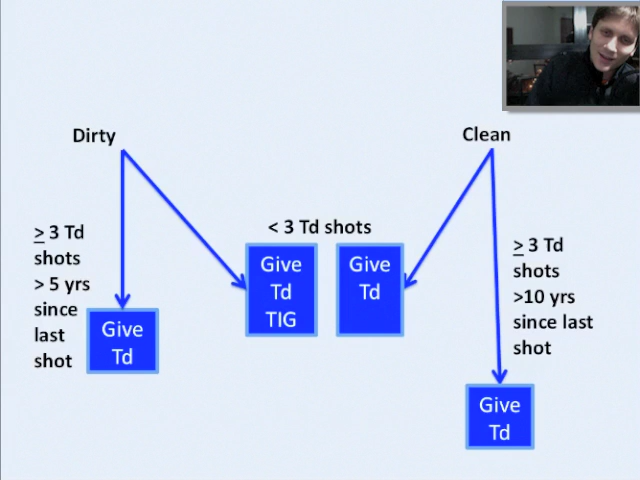 Dirty
Clean
≥ 3 Td
shots
> 5 yrs
since
last
shot
Give
Td
< 3 Td shots
Give
Td
TIG
Give
Td
≥ 3 Td
shots
>10 yrs
since last
shot
Give
Td